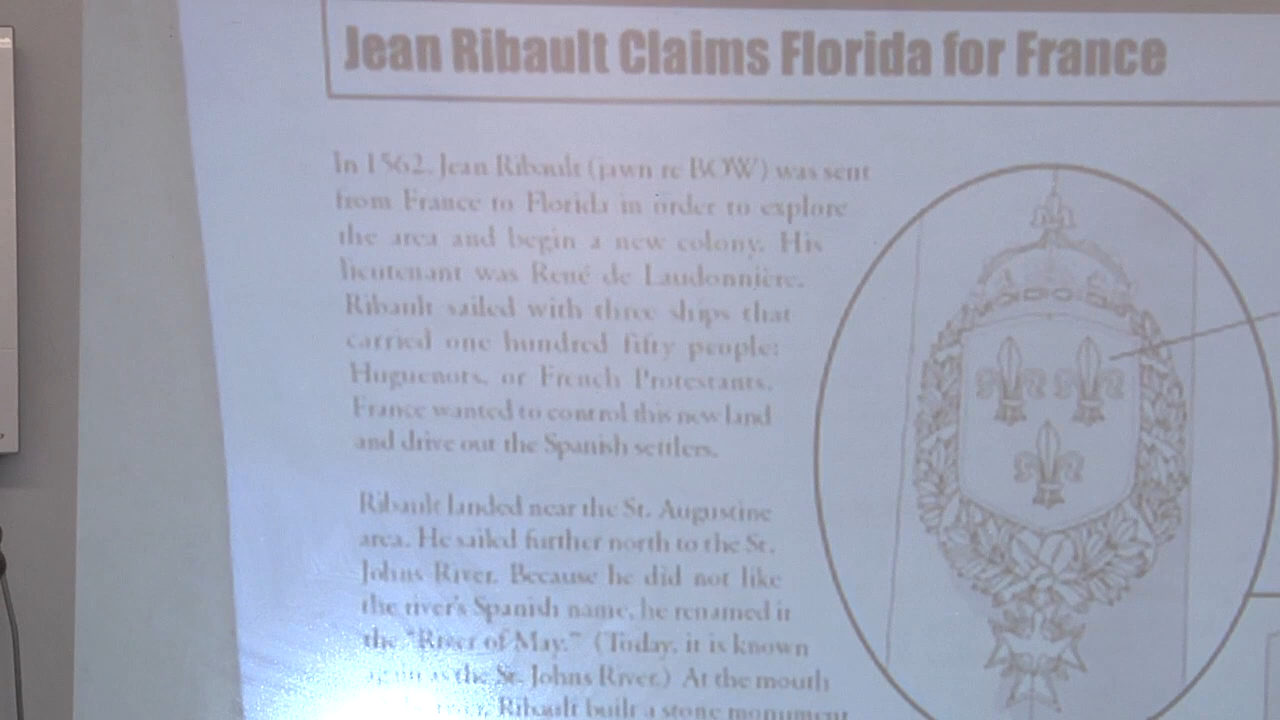 Jean Ribault Claims Florida for France
In 1562, Jean Ribault (jawn re BOW) was sent
from France to Florida in order to explore
the area and begin a new colony. His
lieutenant was René de Laudonnière.
Ribault sailed with three ships that
carried one hundred fifty people:
Huguenots, or French Protestants.
France wanted to control this new land
and drive out the Spanish settlers.
Ribault landed near the St. Augustine
area. He sailed further north to the St.
Johns River. Because he did not like
the river's Spanish name, he renamed it
the "River of May." (Today, it is known
again as the St. Johns River.) At the mouth
Ribault built a stone monument